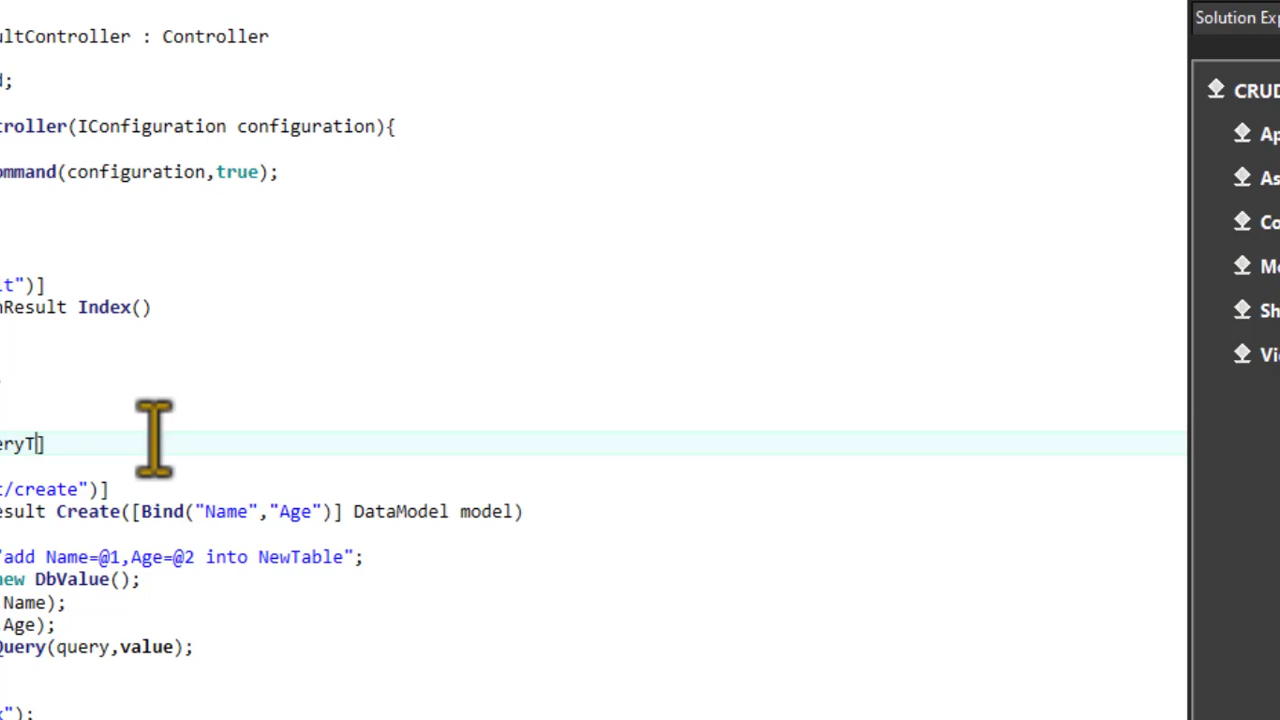 ultController : Controller
d;
troller(IConfiguration configuration){
ommand(configuration,true);
lt")]
nResult Index()
eryT]
t/create")]
esult Create([Bind("Name","Age")] DataModel model)
"add Name=@1,Age=@2 into NewTable";
new DbValue();
.Name);
.Age);
Query(query,value);
x");
Solution Exp
CRUD
Ap
As
Co
Mo
Sh
Vi